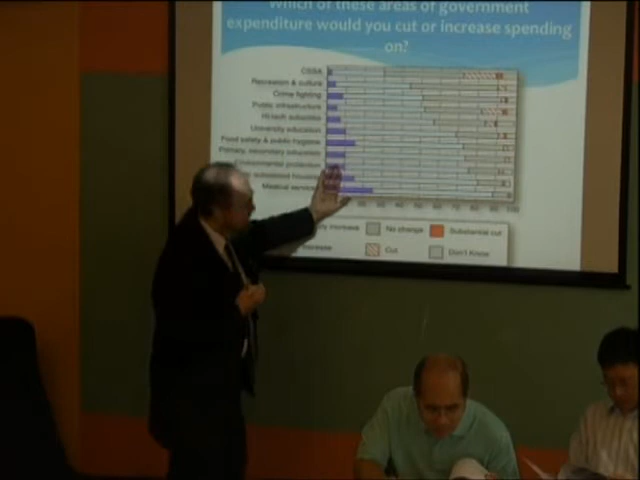 Which of these areas of government
expenditure would you cut or increase spending
on?
CSSA
Recreation & culture
Crime fighting
Public infrastructure
Hi-tech subsidies
University education
Food safety & public hygiene
Primary, secondary education
Environmental protection
Medical services
increase No change Substantial cut
Cut Don't Know